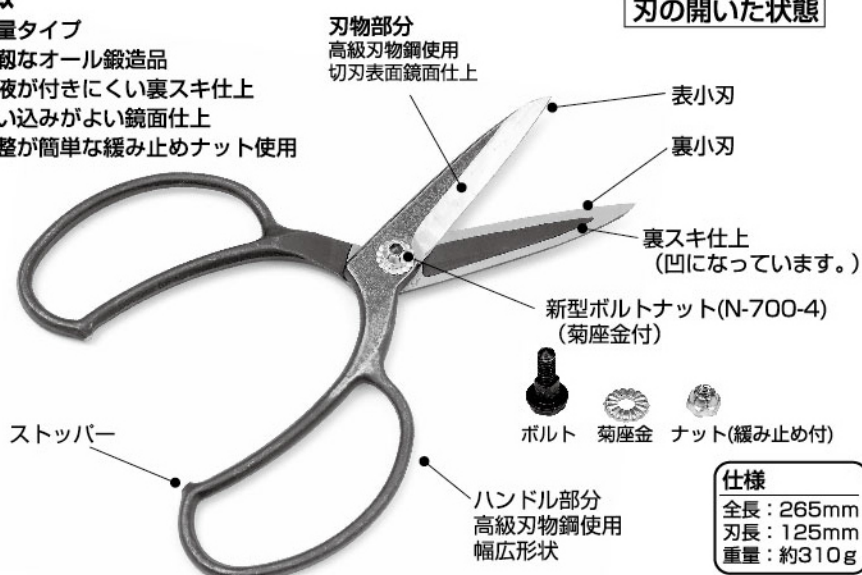 量タイプ
靭なオール鍛造品
液が付きにくい裏スキ仕上
い込みがよい鏡面仕上
整が簡単な緩み止めナット使用
刃物部分
高級刃物鋼使用
切刃表面鏡面仕上
刃の開いた状態
表小刃
裏小刃
裏スキ仕上
（凹になっています。）
新型ボルトナット(N-700-4)
（菊座金付）
ボルト 菊座金 ナット(緩み止め付)
ストッパー
ハンドル部分
高級刃物鋼使用
幅広形状
仕様
全長：265mm
刃長：125mm
重量：約310g